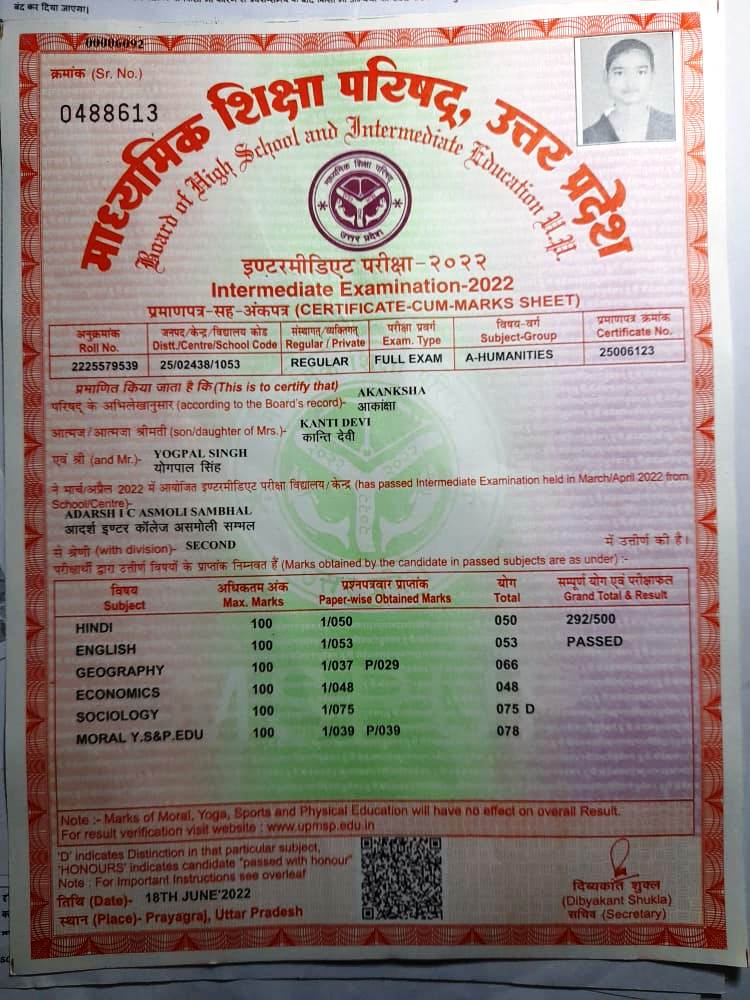 बंद कर दिया जाएगा।
00006092
क्रमांक (Sr. No.)
0488613
माध्यमिक शिक्षा परिषद्, उत्तर प्रदेश
Board of High School and Intermediate Education U.P.
माध्यमिक शिक्षा परिषद
उत्तर प्रदेश
इण्टरमीडिएट परीक्षा-२०२२
Intermediate Examination-2022
प्रमाणपत्र-सह-अंकपत्र (CERTIFICATE-CUM-MARKS SHEET)
अनुक्रमांक जनपद/केन्द्र/विद्यालय कोड संस्थागत/व्यक्तिगत परीक्षा प्रवर्ग विषय-वर्ग प्रमाणपत्र क्रमांक
Roll No. Distt./Centre/School Code Regular / Private Exam. Type Subject-Group Certificate No.
2225579539 25/02438/1053 REGULAR FULL EXAM A-HUMANITIES 25006123
प्रमाणित किया जाता है कि (This is to certify that) AKANKSHA
परिषद् के अभिलेखानुसार (according to the Board's record)- आकांक्षा
आत्मज/आत्मजा श्रीमती (son/daughter of Mrs.)- KANTI DEVI
कान्ति देवी
एवं श्री (and Mr.)- YOGPAL SINGH
योगपाल सिंह
ने मार्च/अप्रैल 2022 में आयोजित इण्टरमीडिएट परीक्षा विद्यालय/केन्द्र (has passed Intermediate Examination held in March/April 2022 from
School/Centre)-
ADARSH I C ASMOLI SAMBHAL
आदर्श इण्टर कॉलेज असमोली सम्भल
से श्रेणी (with division)- SECOND में उत्तीर्ण की है।
परीक्षार्थी द्वारा उत्तीर्ण विषयों के प्राप्तांक निम्नवत हैं (Marks obtained by the candidate in passed subjects are as under) :-
विषय अधिकतम अंक प्रश्नपत्रवार प्राप्तांक योग सम्पूर्ण योग एवं परीक्षाफल
Subject Max. Marks Paper-wise Obtained Marks Total Grand Total & Result
HINDI 100 1/050 050 292/500
ENGLISH 100 1/053 053 PASSED
GEOGRAPHY 100 1/037 P/029 066
ECONOMICS 100 1/048 048
SOCIOLOGY 100 1/075 075 D
MORAL Y.S&P.EDU 100 1/039 P/039 078
Note :- Marks of Moral, Yoga, Sports and Physical Education will have no effect on overall Result.
For result verification visit website : www.upmsp.edu.in
'D' indicates Distinction in that particular subject,
'HONOURS' indicates candidate "passed with honour"
Note : For Important Instructions see overleaf
तिथि (Date)- 18TH JUNE'2022
स्थान (Place)- Prayagraj, Uttar Pradesh
दिव्यकांत शुक्ल
(Dibyakant Shukla)
सचिव (Secretary)